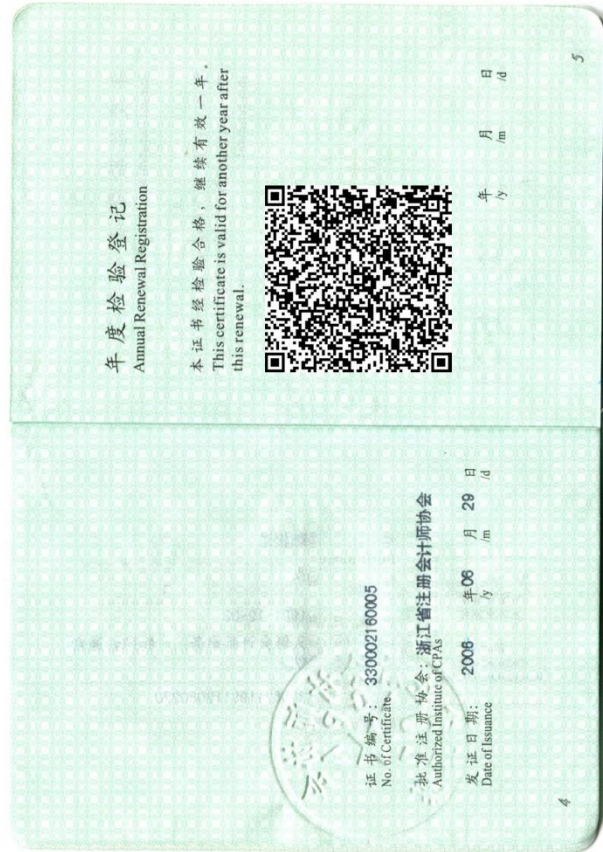 证书编号: 330002160005
No. of Certificate
批准注册协会: 浙江省注册会计师协会
Authorized Institute of CPAs
发证日期: 2006 年 06 月 29 日
Date of Issuance /y /m /d
4
年度检验登记
Annual Renewal Registration
本证书经检验合格，继续有效一年。
This certificate is valid for another year after
this renewal.
年 月 日
/y /m /d
5